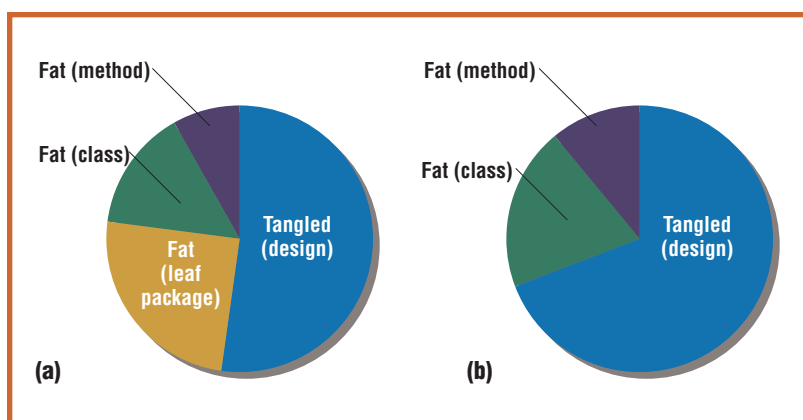 Fat (method)
Fat (class)
Fat
(leaf
package)
Tangled
(design)
(a)
Fat (method)
Fat (class)
Tangled
(design)
(b)